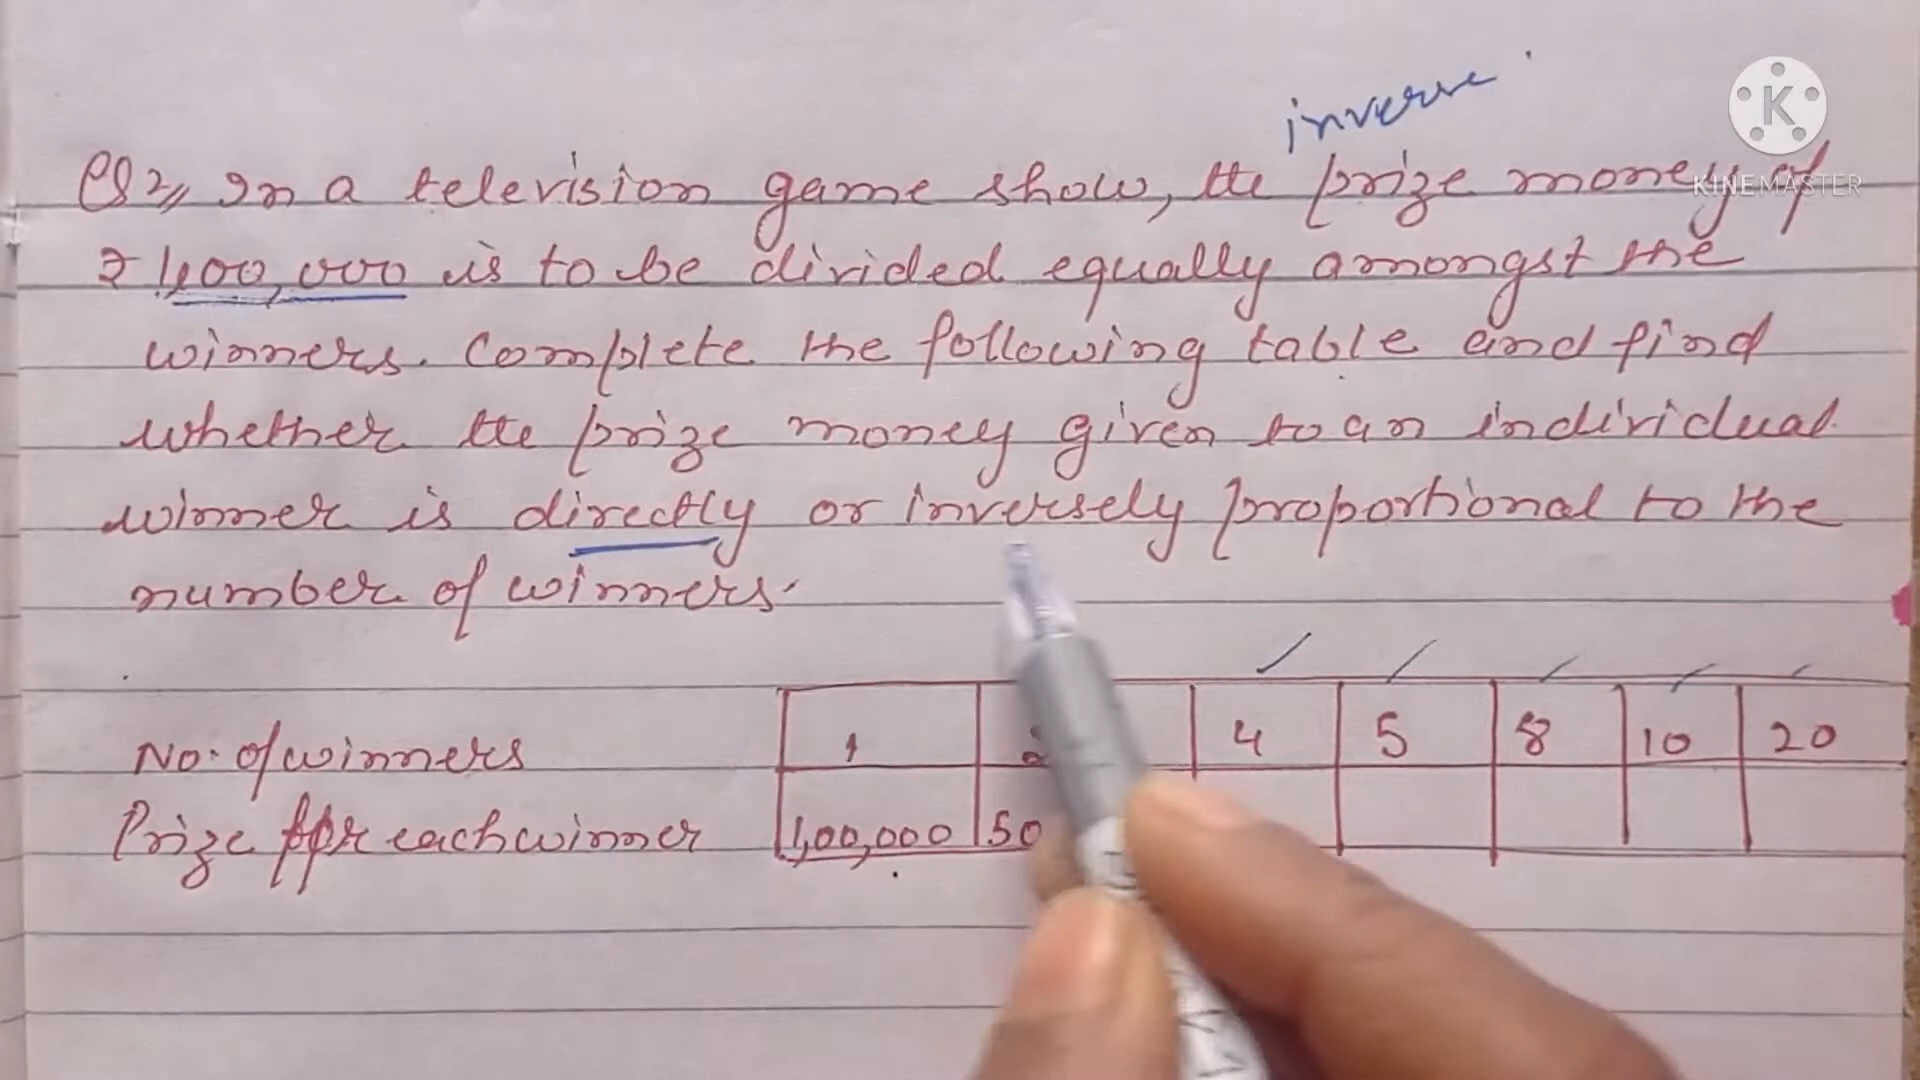 inverse
Q2 In a television game show, the prize money of
₹ 1,00,000 is to be divided equally amongst the
winners. Complete the following table and find
whether the prize money given to an individual
winner is directly or inversely proportional to the
number of winners.
No. of winners 1 2 4 5 8 10 20
Prize for each winner 1,00,000 50
K
KINEMASTER